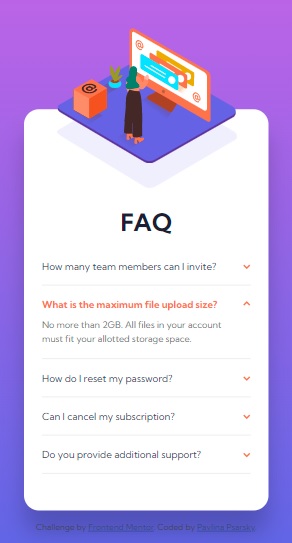 FAQ
How many team members can I invite?
What is the maximum file upload size?
No more than 2GB. All files in your account
must fit your allotted storage space.
How do I reset my password?
Can I cancel my subscription?
Do you provide additional support?
Challenge by Frontend Mentor. Coded by Pavlina